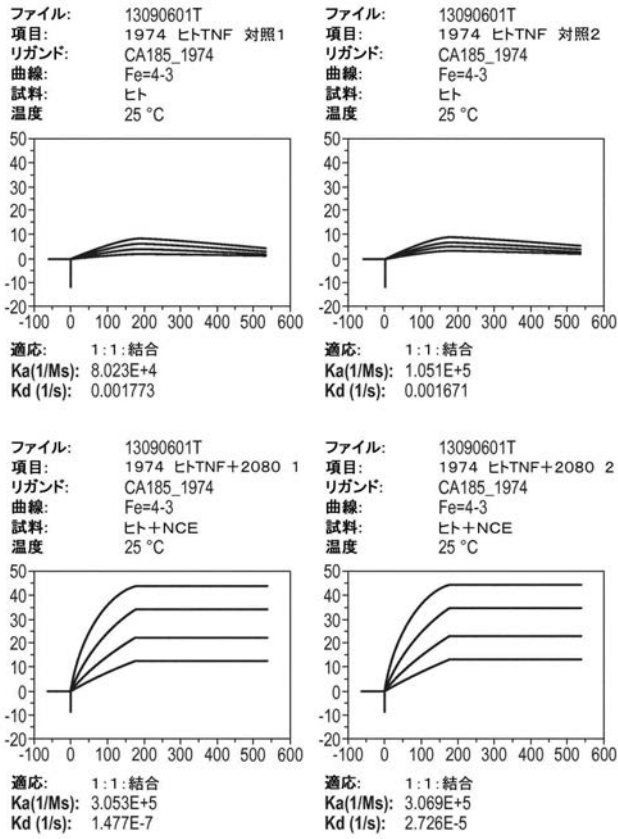 ファイル: 13090601T
項目: 1974 ヒトTNF 対照1
リガンド: CA185_1974
曲線: Fe=4-3
試料: ヒト
温度 25 °C
50
40
30
20
10
0
-10
-20
-100 0 100 200 300 400 500 600
適応: 1:1:結合
Ka(1/Ms): 8.023E+4
Kd (1/s): 0.001773
ファイル: 13090601T
項目: 1974 ヒトTNF 対照2
リガンド: CA185_1974
曲線: Fe=4-3
試料: ヒト
温度 25 °C
50
40
30
20
10
0
-10
-20
-100 0 100 200 300 400 500 600
適応: 1:1:結合
Ka(1/Ms): 1.051E+5
Kd (1/s): 0.001671
ファイル: 13090601T
項目: 1974 ヒトTNF+2080 1
リガンド: CA185_1974
曲線: Fe=4-3
試料: ヒト+NCE
温度 25 °C
50
40
30
20
10
0
-10
-20
-100 0 100 200 300 400 500 600
適応: 1:1:結合
Ka(1/Ms): 3.053E+5
Kd (1/s): 1.477E-7
ファイル: 13090601T
項目: 1974 ヒトTNF+2080 2
リガンド: CA185_1974
曲線: Fe=4-3
試料: ヒト+NCE
温度 25 °C
50
40
30
20
10
0
-10
-20
-100 0 100 200 300 400 500 600
適応: 1:1:結合
Ka(1/Ms): 3.069E+5
Kd (1/s): 2.726E-5